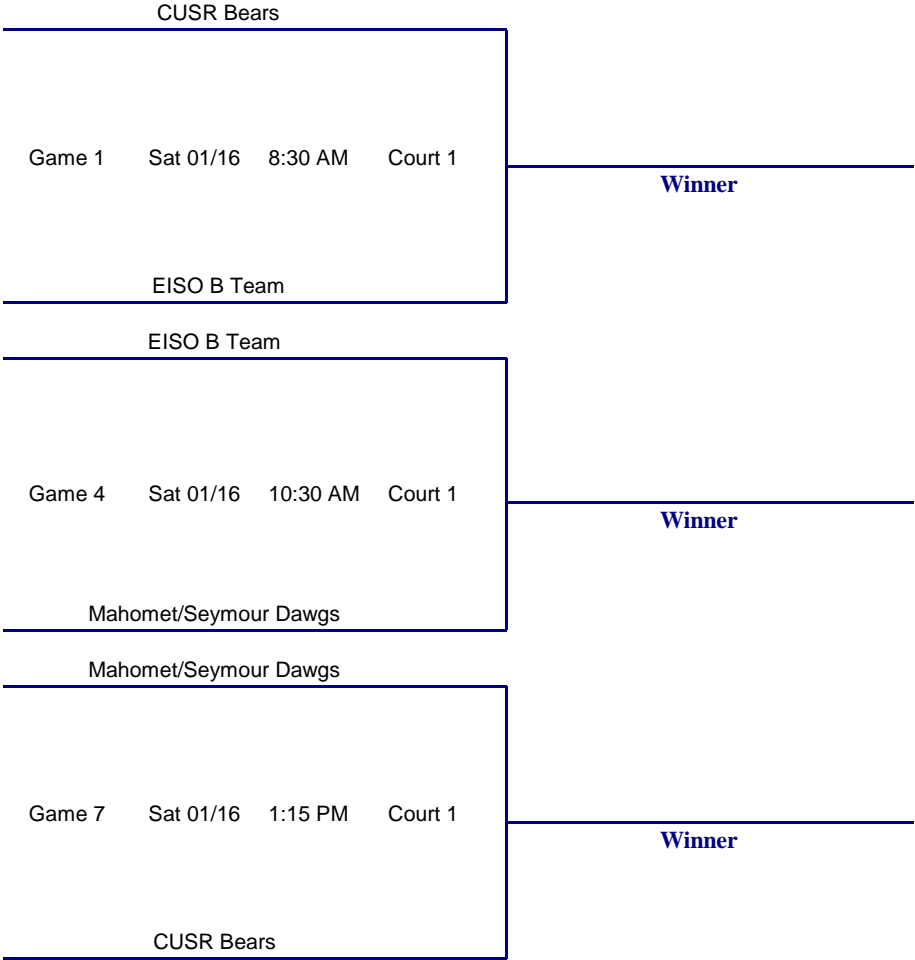 CUSR Bears
Game 1 Sat 01/16 8:30 AM Court 1
Winner
EISO B Team
EISO B Team
Game 4 Sat 01/16 10:30 AM Court 1
Winner
Mahomet/Seymour Dawgs
Mahomet/Seymour Dawgs
Game 7 Sat 01/16 1:15 PM Court 1
Winner
CUSR Bears